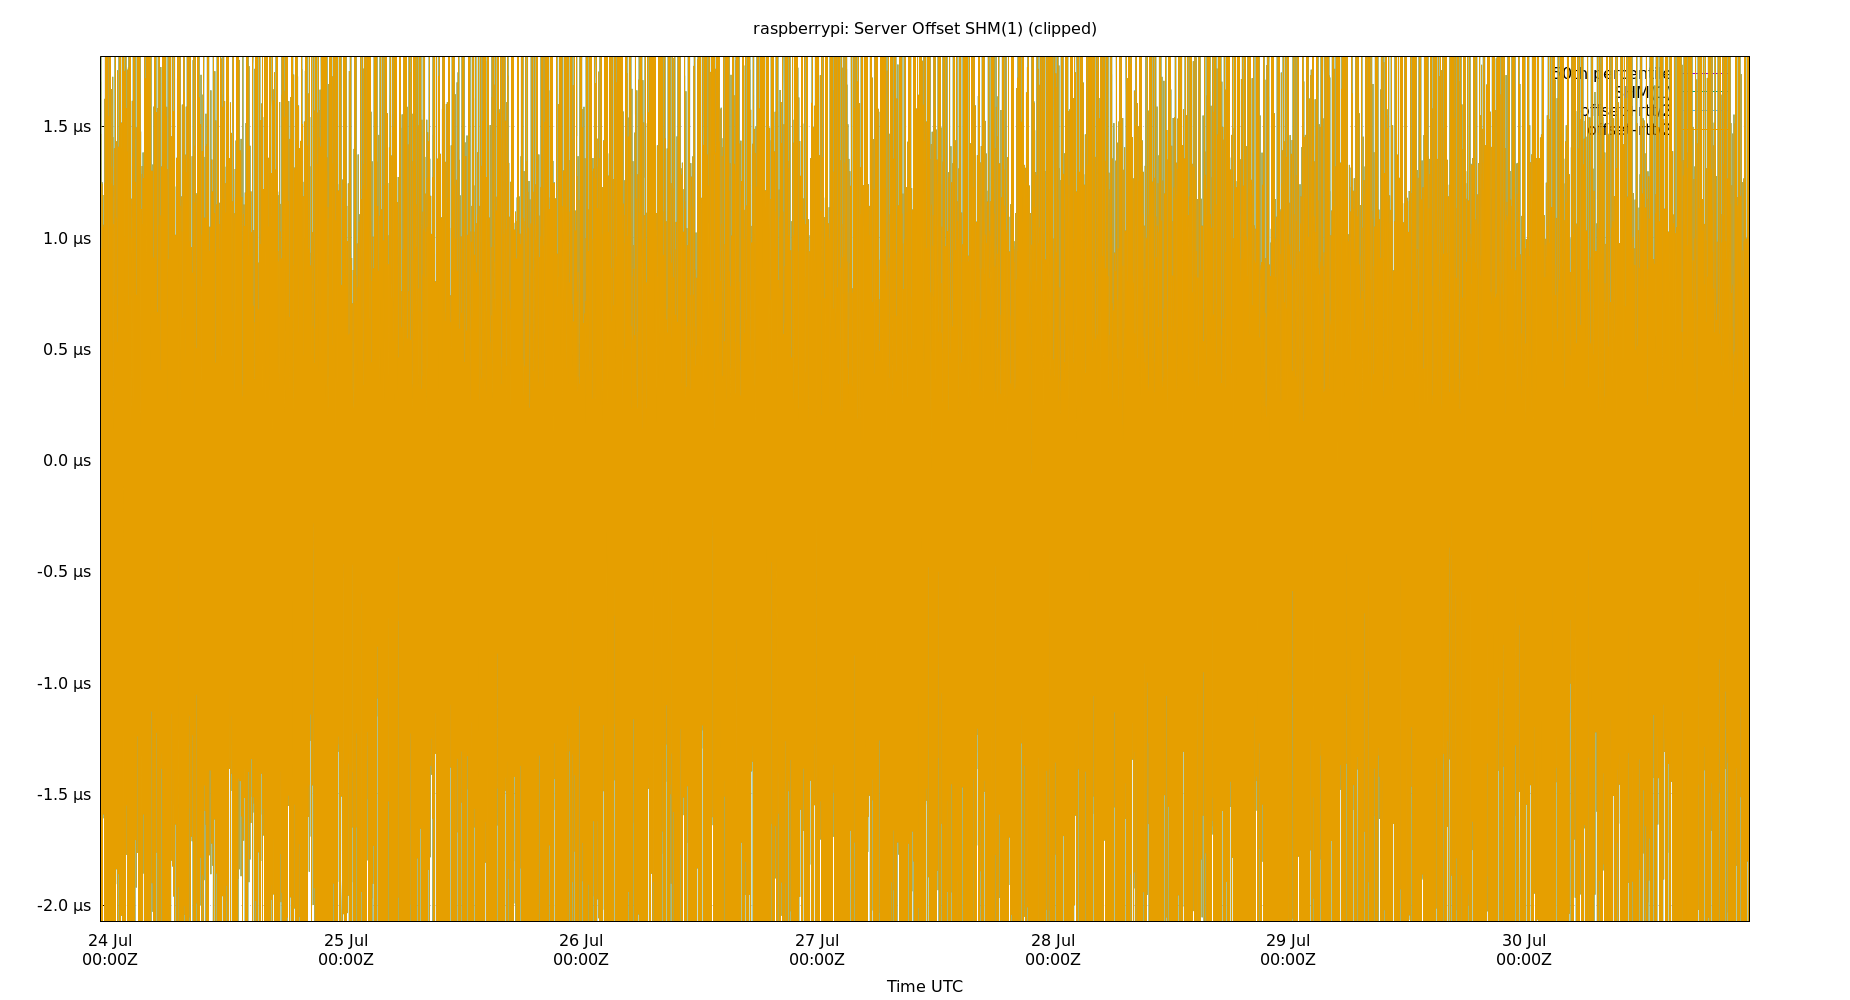 raspberrypi: Server Offset SHM(1) (clipped)
percentile
1.5 µs
1.0 µs
0.5 µs
0.0 µs
-0.5 µs
-1.0 µs
-1.5 µs
-2.0 µs
24 Jul 25 Jul 26 Jul 27 Jul 28 Jul 29 Jul 30 Jul
00:00Z 00:00Z 00:00Z 00:00Z 00:00Z 00:00Z 00:00Z
Time UTC